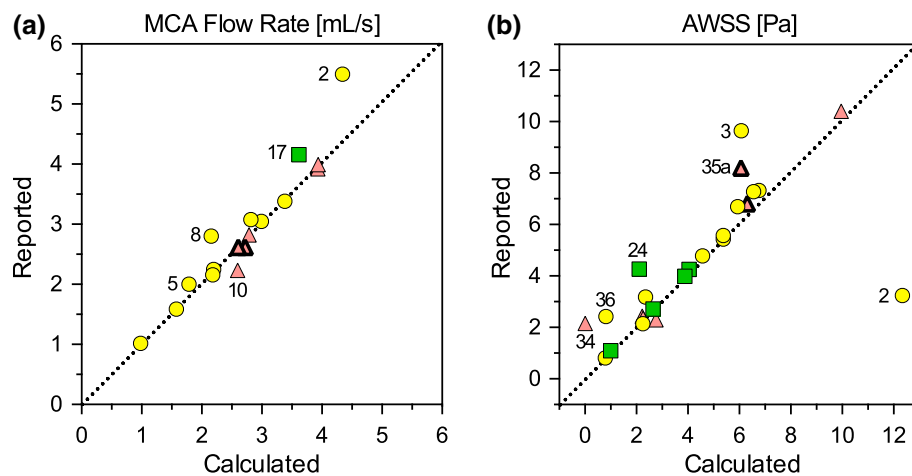 (a) MCA Flow Rate [mL/s]
Reported
6
5
4
3
2
1
0
2
17
8
5
10
0 1 2 3 4 5 6
Calculated
(b) AWSS [Pa]
Reported
12
10
8
6
4
2
0
3
35a
24
36
34
2
0 2 4 6 8 10 12
Calculated